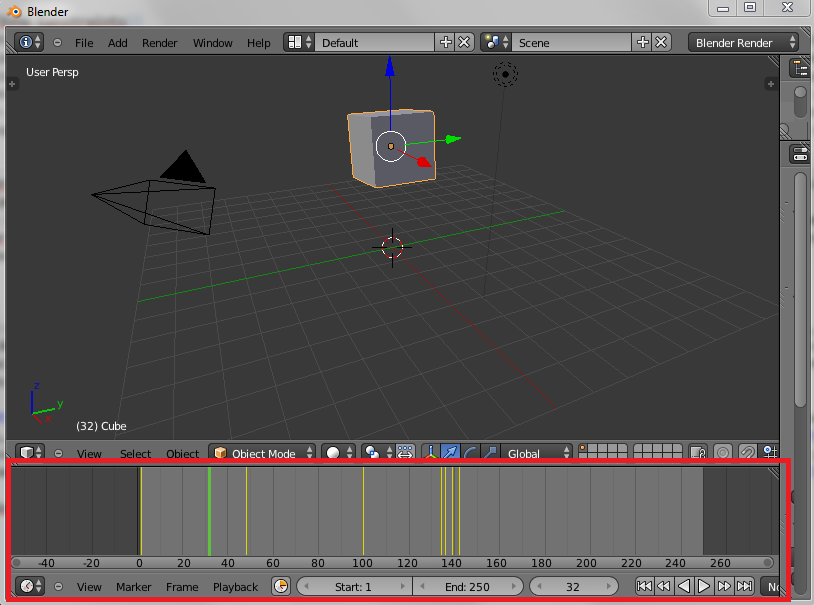 Blender
File Add Render Window Help Default Scene Blender Render
User Persp
z
y
x
(32) Cube
View Select Object Object Mode Global
-40 -20 0 20 40 60 80 100 120 140 160 180 200 220 240 260
View Marker Frame Playback Start: 1 End: 250 32 No